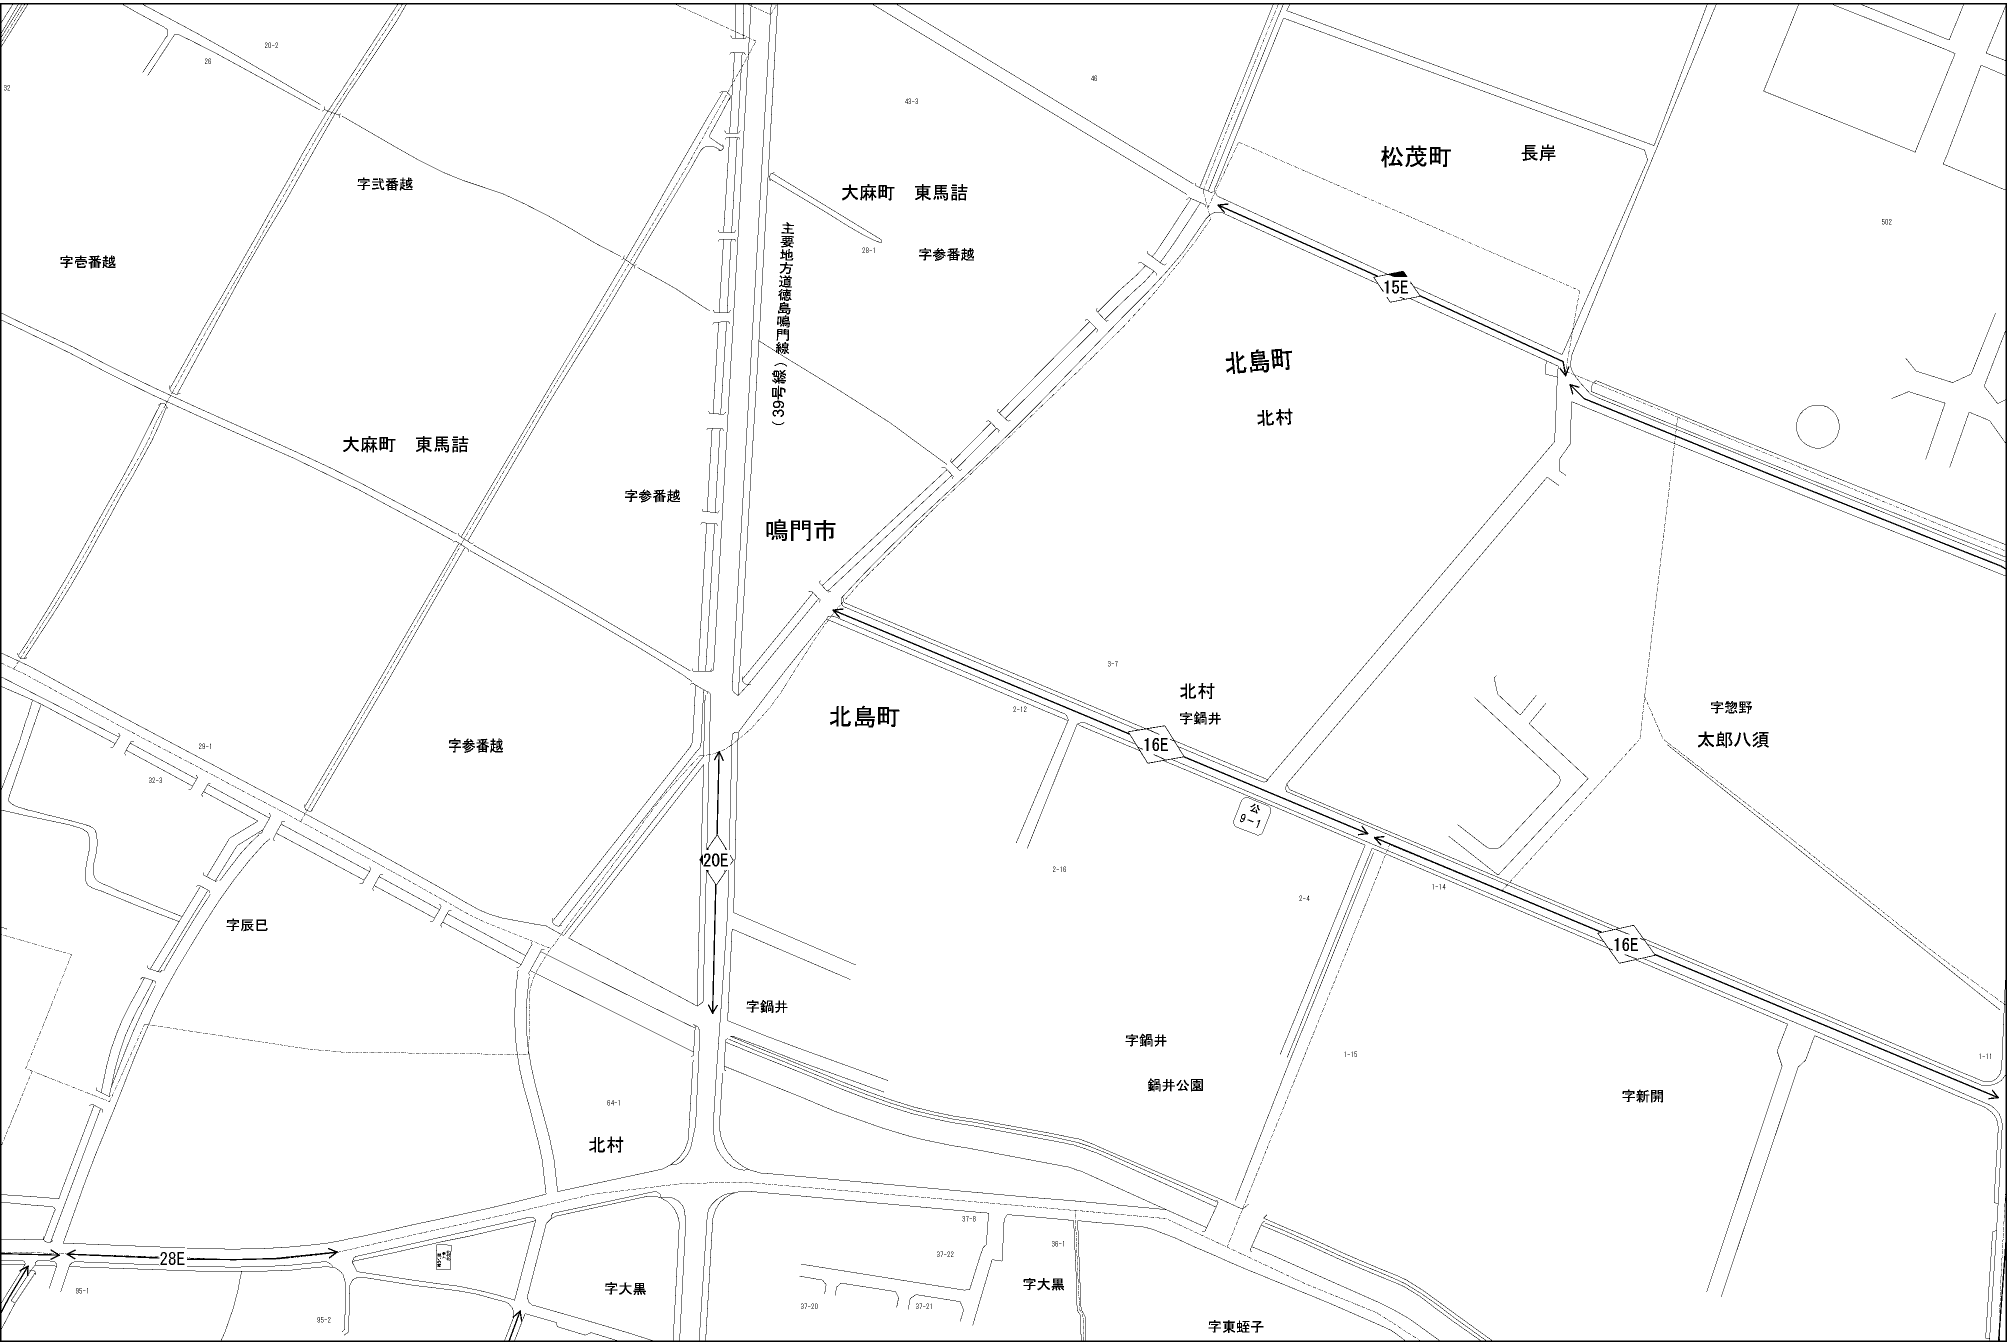 20-2
26
32
46
43-3
松茂町 長岸
字弐番越
大麻町 東馬詰
502
字壱番越
28-1
字参番越
主要地方道徳島鳴門線(39号線)
15E
北島町
北村
大麻町 東馬詰
字参番越
鳴門市
3-7
北村
字鍋井
2-12
北島町
字惣野
太郎八須
16E
字参番越
29-1
32-3
公
9-1
20E
2-16
2-4
1-14
字辰巳
16E
字鍋井
字鍋井
1-15
1-11
鍋井公園
字新開
64-1
北村
37-8
36-1
37-22
28E
字大黒
字大黒
95-1
95-2
37-20
37-21
字東蛭子